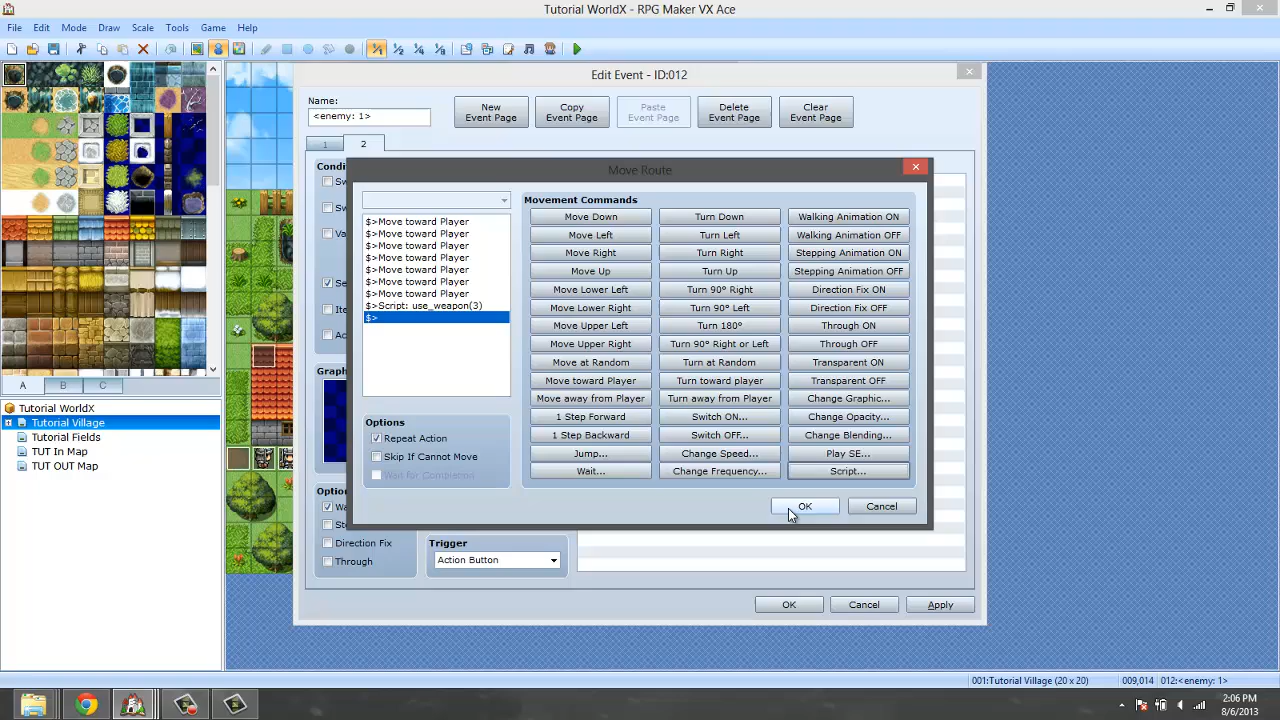 Tutorial WorldX - RPG Maker VX Ace
File Edit Mode Draw Scale Tools Game Help
Edit Event - ID:012
Name:
<enemy: 1>
New Event Page
Copy Event Page
Paste Event Page
Delete Event Page
Clear Event Page
1 2
Condi
Sw
Sw
Va
Se
Ite
Ac
Graph
Move Route
$>Move toward Player
$>Move toward Player
$>Move toward Player
$>Move toward Player
$>Move toward Player
$>Move toward Player
$>Move toward Player
$>Script: use_weapon(3)
$>
Options
Repeat Action
Skip If Cannot Move
Wait for Completion
Movement Commands
Move Down Turn Down Walking Animation ON
Move Left Turn Left Walking Animation OFF
Move Right Turn Right Stepping Animation ON
Move Up Turn Up Stepping Animation OFF
Move Lower Left Turn 90° Right Direction Fix ON
Move Lower Right Turn 90° Left Direction Fix OFF
Move Upper Left Turn 180° Through ON
Move Upper Right Turn 90° Right or Left Through OFF
Move at Random Turn at Random Transparent ON
Move toward Player Turn toward player Transparent OFF
Move away from Player Turn away from Player Change Graphic...
1 Step Forward Switch ON... Change Opacity...
1 Step Backward Switch OFF... Change Blending...
Jump... Change Speed... Play SE...
Wait... Change Frequency... Script...
OK Cancel
Option
Wa
Ste
Direction Fix
Through
Trigger
Action Button
OK Cancel Apply
A B C
Tutorial WorldX
Tutorial Village
Tutorial Fields
TUT In Map
TUT OUT Map
001:Tutorial Village (20 x 20) 009,014 012:<enemy: 1>
2:06 PM
8/6/2013